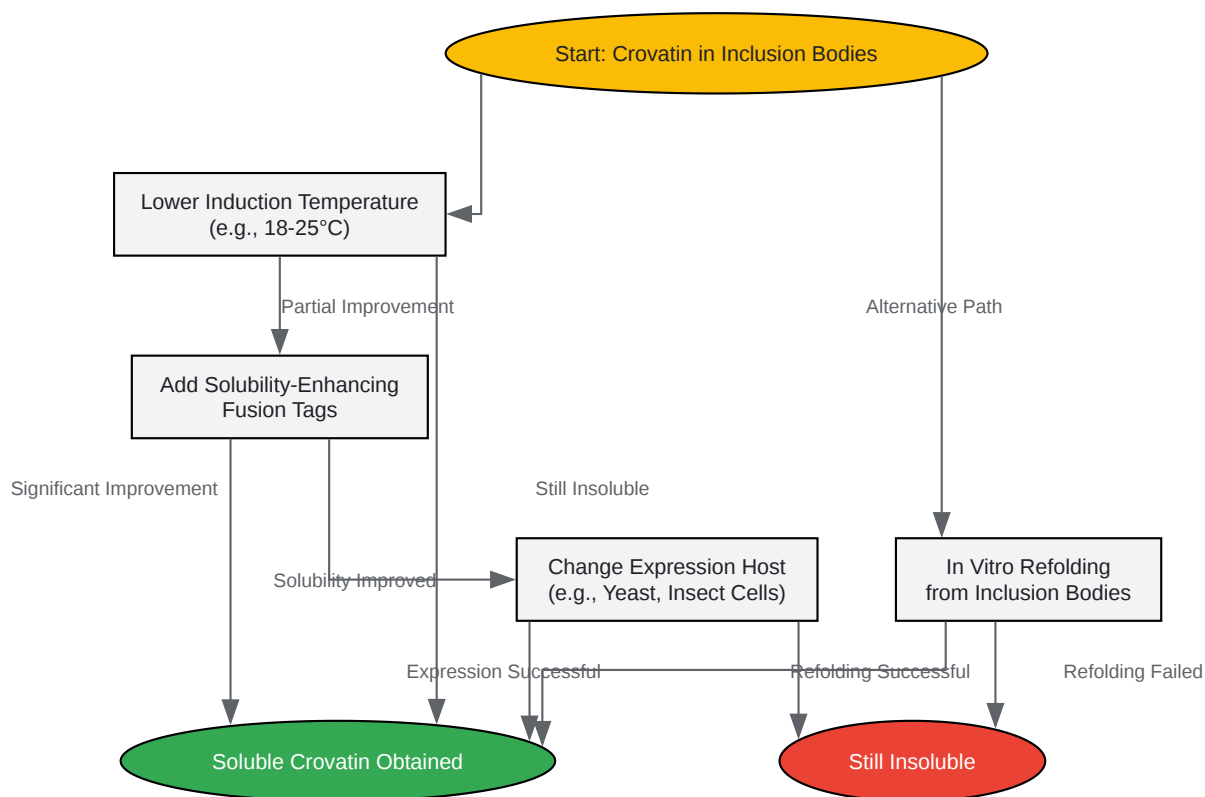 Start: Crovatin in Inclusion Bodies
Lower Induction Temperature
(e.g., 18-25°C)
Partial Improvement
Alternative Path
Add Solubility-Enhancing
Fusion Tags
Significant Improvement
Still Insoluble
Solubility Improved
Change Expression Host
(e.g., Yeast, Insect Cells)
In Vitro Refolding
from Inclusion Bodies
Expression Successful
Refolding Successful
Refolding Failed
Soluble Crovatin Obtained
Still Insoluble